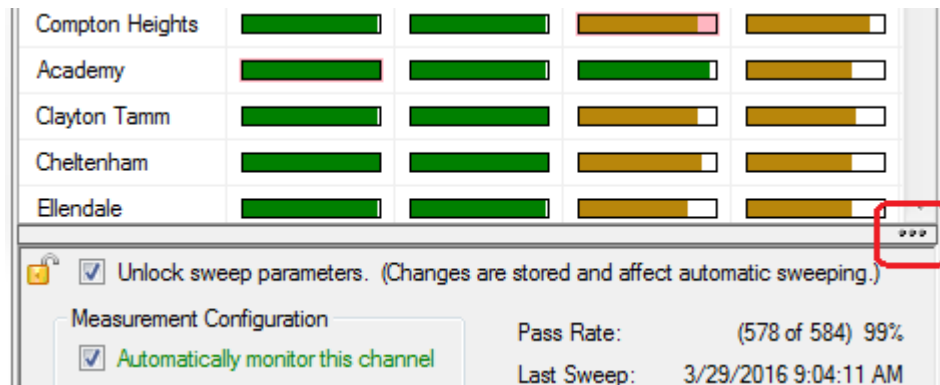 Compton Heights
Academy
Clayton Tamm
Cheltenham
Ellendale
Unlock sweep parameters. (Changes are stored and affect automatic sweeping.)
Measurement Configuration
Pass Rate: (578 of 584) 99%
Automatically monitor this channel
Last Sweep: 3/29/2016 9:04:11 AM